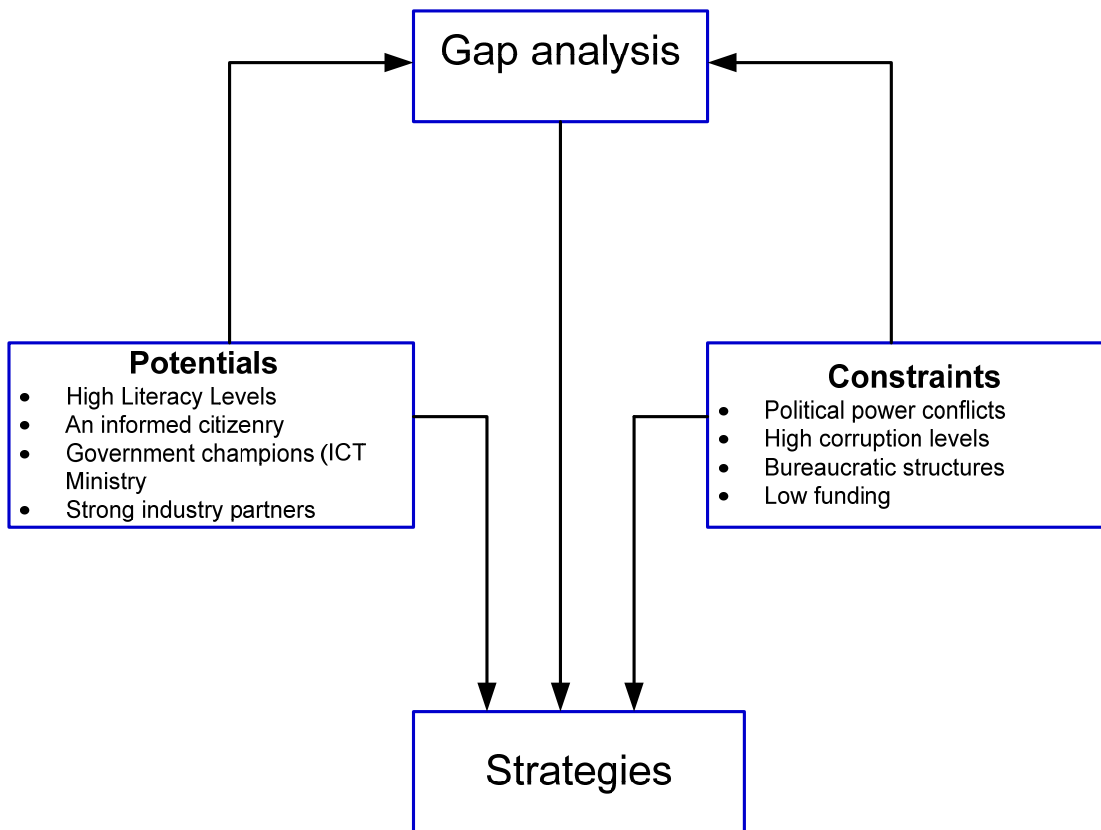 Gap analysis
Potentials
• High Literacy Levels
• An informed citizenry
• Government champions (ICT
Ministry
• Strong industry partners
Constraints
• Political power conflicts
• High corruption levels
• Bureaucratic structures
• Low funding
Strategies